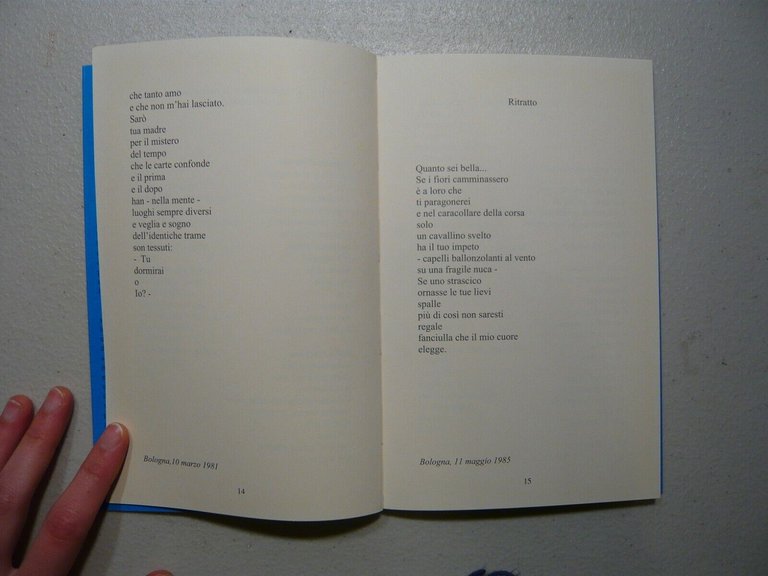 che tanto amo
e che non m'hai lasciato.
Sarò
tua madre
per il mistero
del tempo
che le carte confonde
e il prima
e il dopo
han - nella mente -
luoghi sempre diversi
e veglia e sogno
dell'identiche trame
son tessuti:
- Tu
dormirai
o
Io? -
Bologna,10 marzo 1981
14
Ritratto
Quanto sei bella...
Se i fiori camminassero
è a loro che
ti paragonerei
e nel caracollare della corsa
solo
un cavallino svelto
ha il tuo impeto
- capelli ballonzolanti al vento
su una fragile nuca -
Se uno strascico
ornasse le tue lievi
spalle
più di così non saresti
regale
fanciulla che il mio cuore
elegge.
Bologna, 11 maggio 1985
15